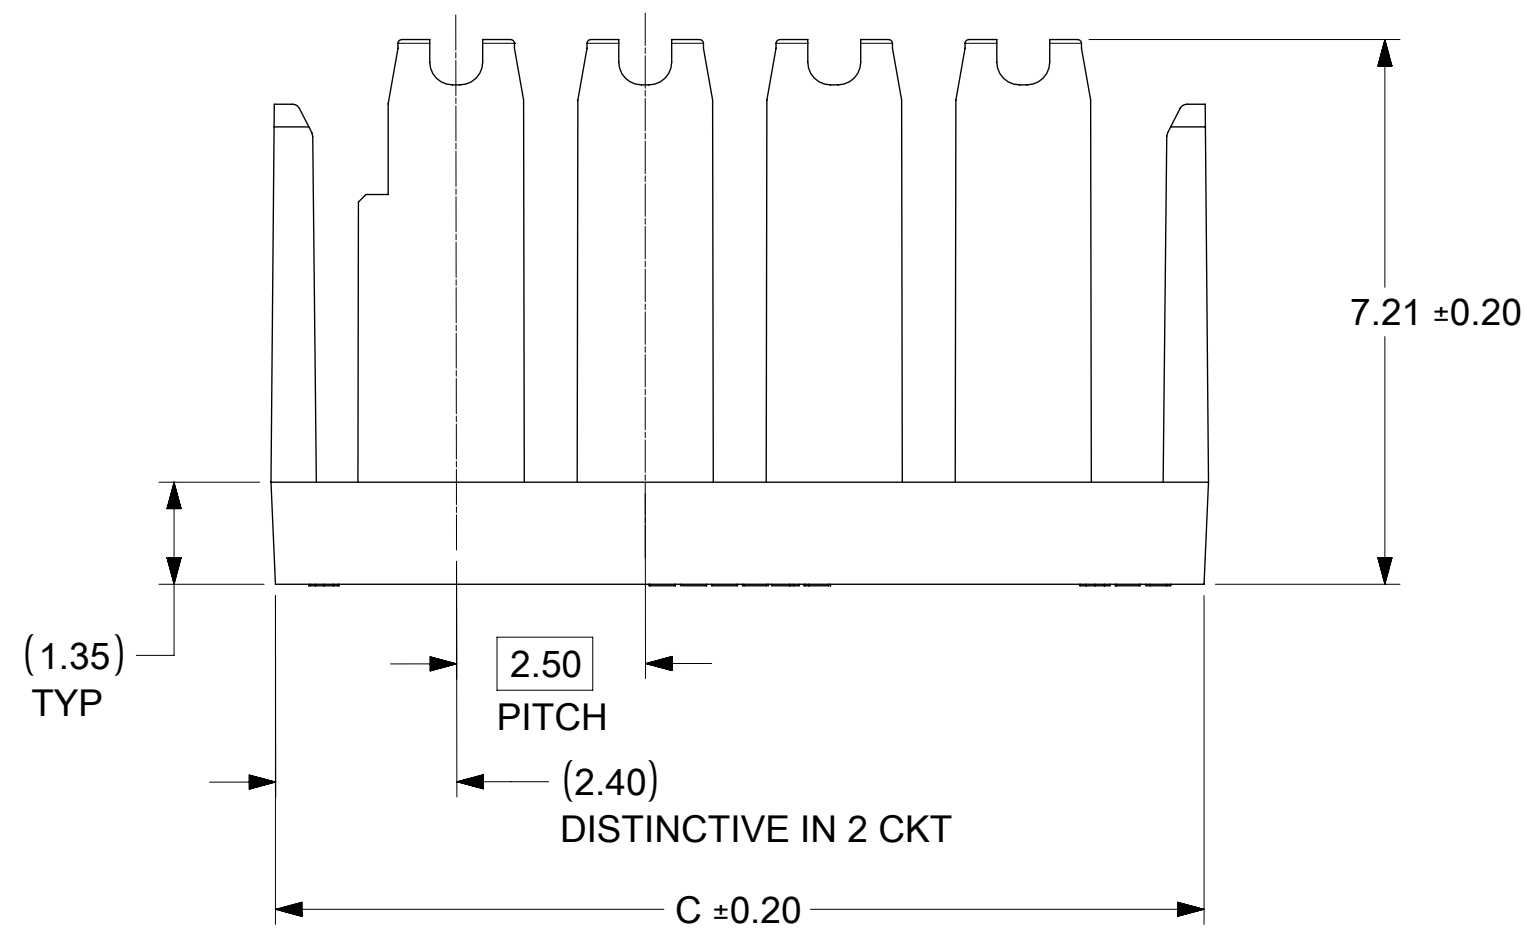 7.21 ±0.20
(1.35)
TYP
2.50
PITCH
(2.40)
DISTINCTIVE IN 2 CKT
C ±0.20